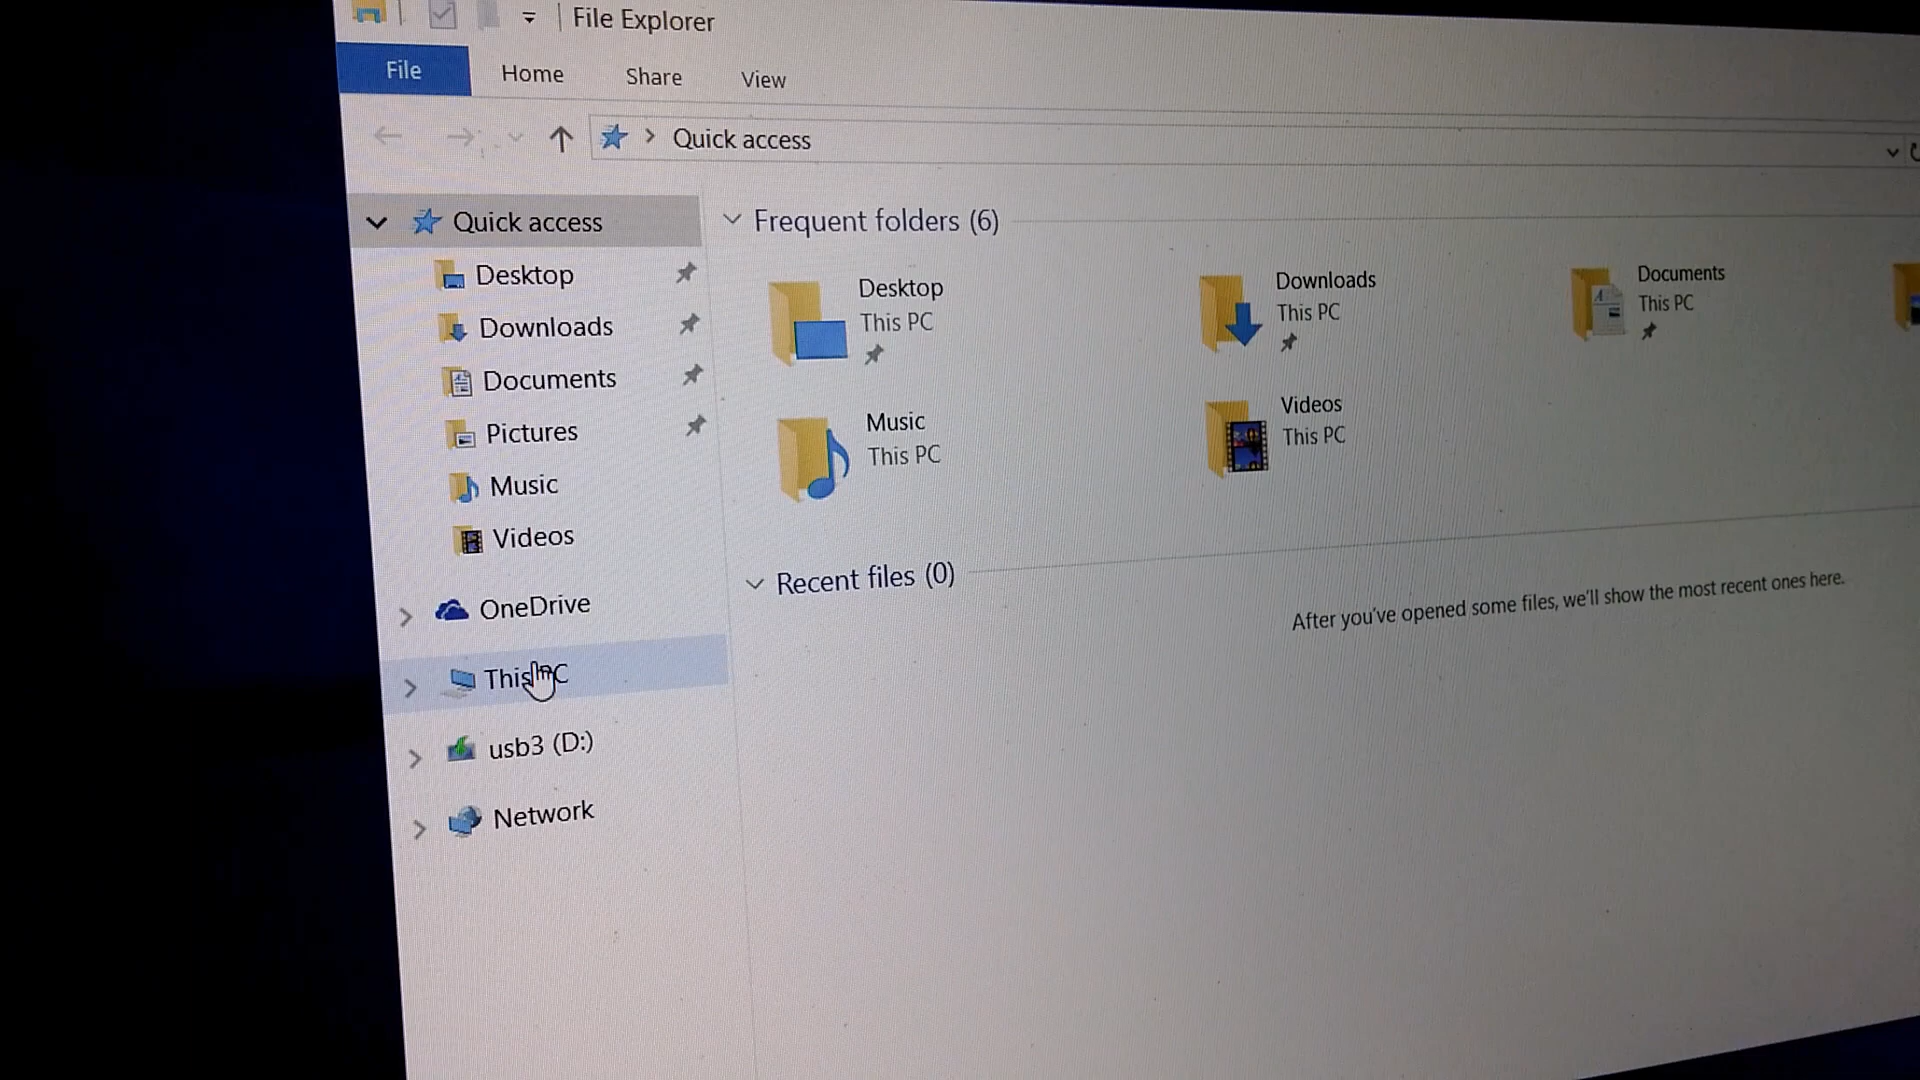 File Explorer
File Home Share View
Quick access
Quick access
Desktop
Downloads
Documents
Pictures
Music
Videos
OneDrive
This PC
usb3 (D:)
Network
Frequent folders (6)
Desktop
This PC
Downloads
This PC
Documents
This PC
Music
This PC
Videos
This PC
Recent files (0)
After you've opened some files, we'll show the most recent ones here.